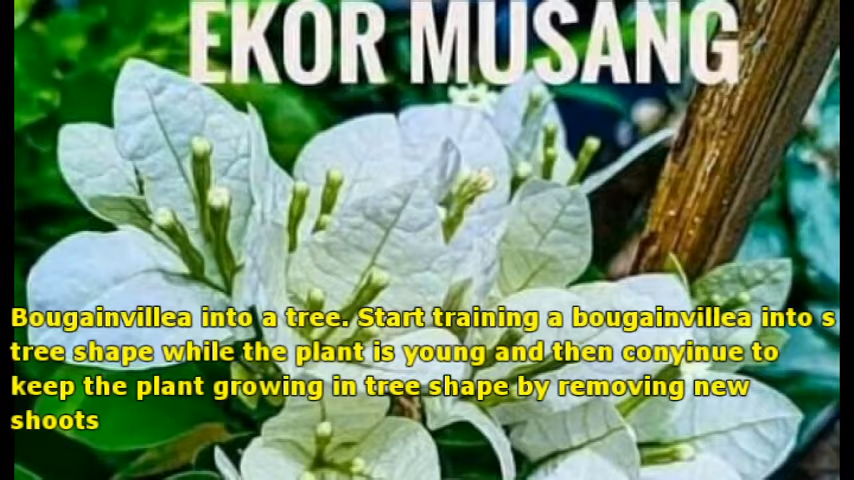 EKOR MUSANG
Bougainvillea into a tree. Start training a bougainvillea into s
tree shape while the plant is young and then conyinue to
keep the plant growing in tree shape by removing new
shoots